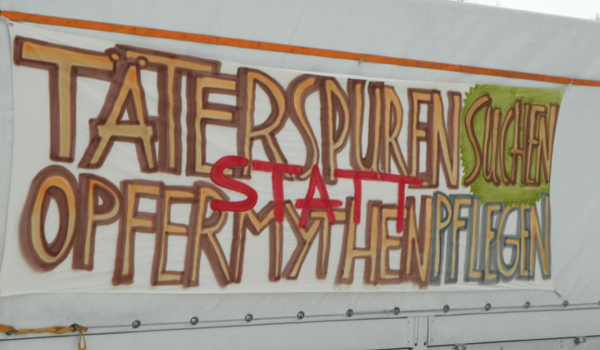 TÄTERSPUREN SUCHEN
STATT
OPFERMYTHEN PFLEGEN